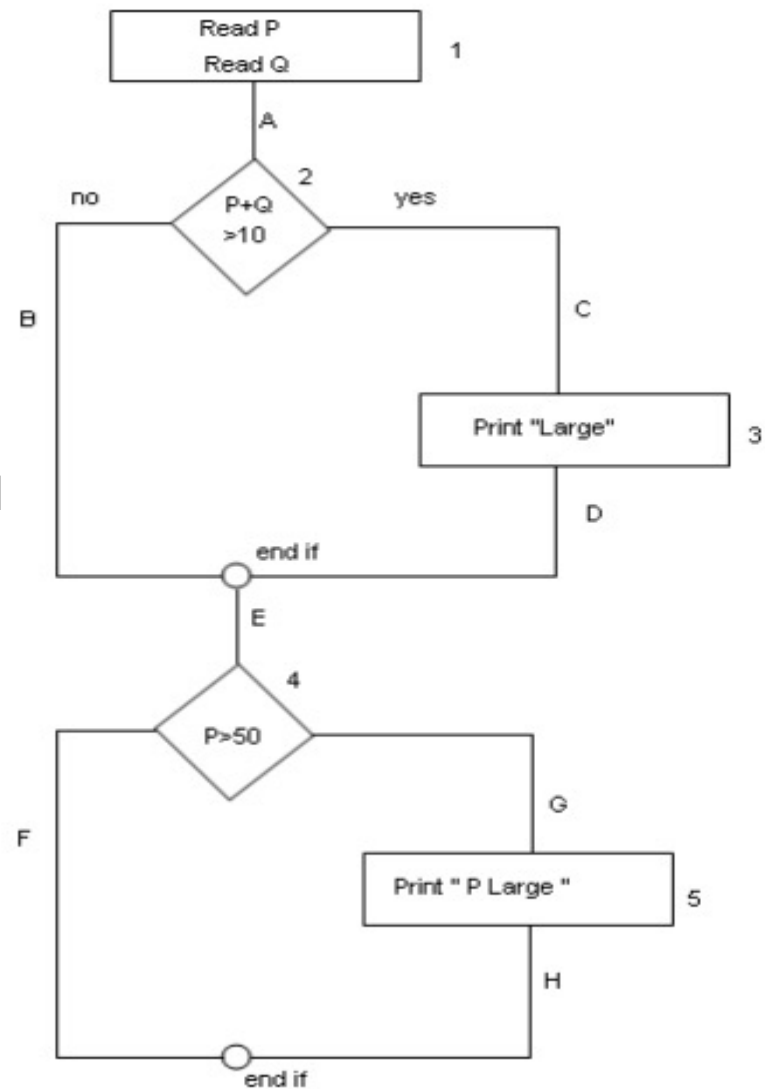 Read P
Read Q
1
A
2
no
P+Q
>10
yes
B
C
Print "Large"
3
D
end if
E
4
P>50
F
G
Print " P Large "
5
H
end if